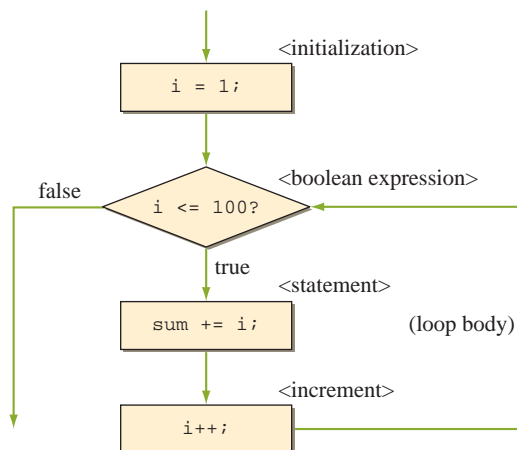 <initialization>
i = 1;
<boolean expression>
false
i <= 100?
true
<statement>
sum += i;
(loop body)
<increment>
i++;